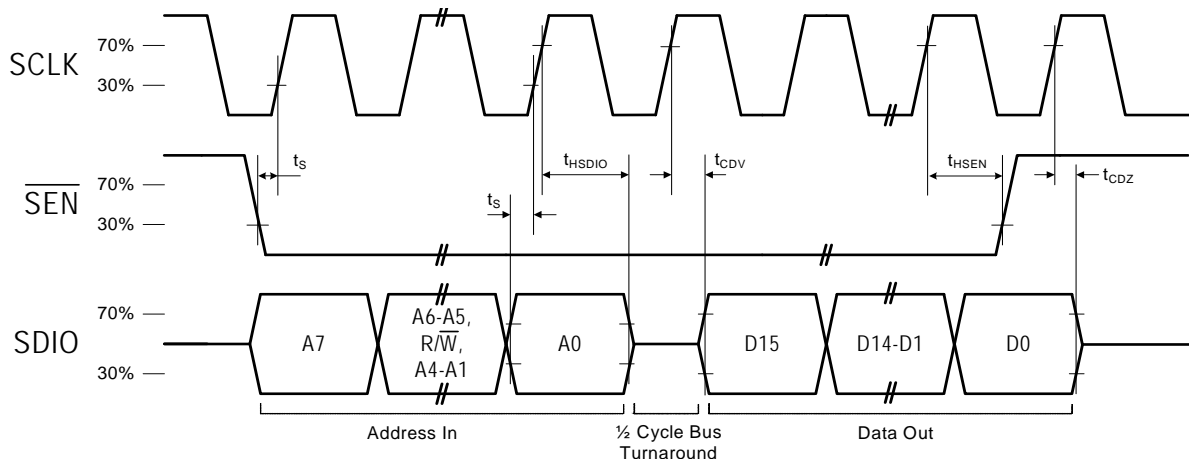 SCLK
70%
30%
tS
tHSDIO
tCDV
tHSEN
tCDZ
SEN
70%
30%
tS
SDIO
70%
30%
A7
A6-A5,
R/W,
A4-A1
A0
D15
D14-D1
D0
Address In
½ Cycle Bus
Turnaround
Data Out